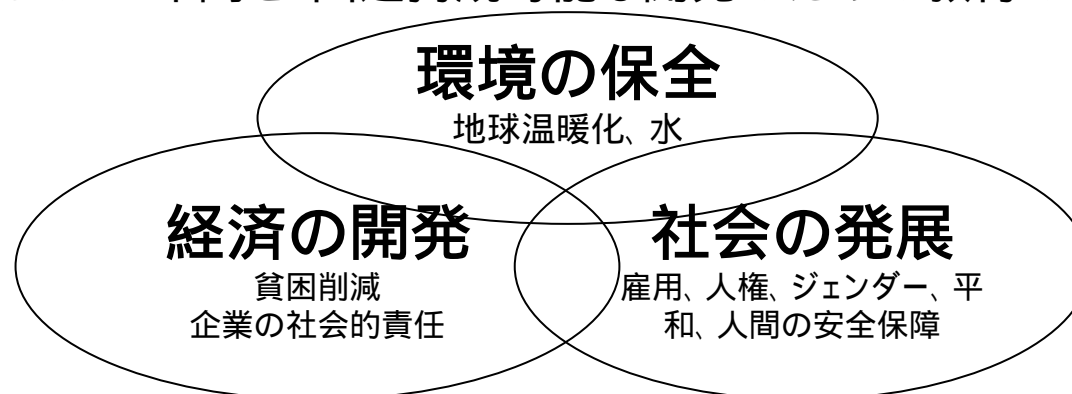 環境の保全
地球温暖化、水
経済の開発
貧困削減
企業の社会的責任
社会の発展
雇用、人権、ジェンダー、平
和、人間の安全保障